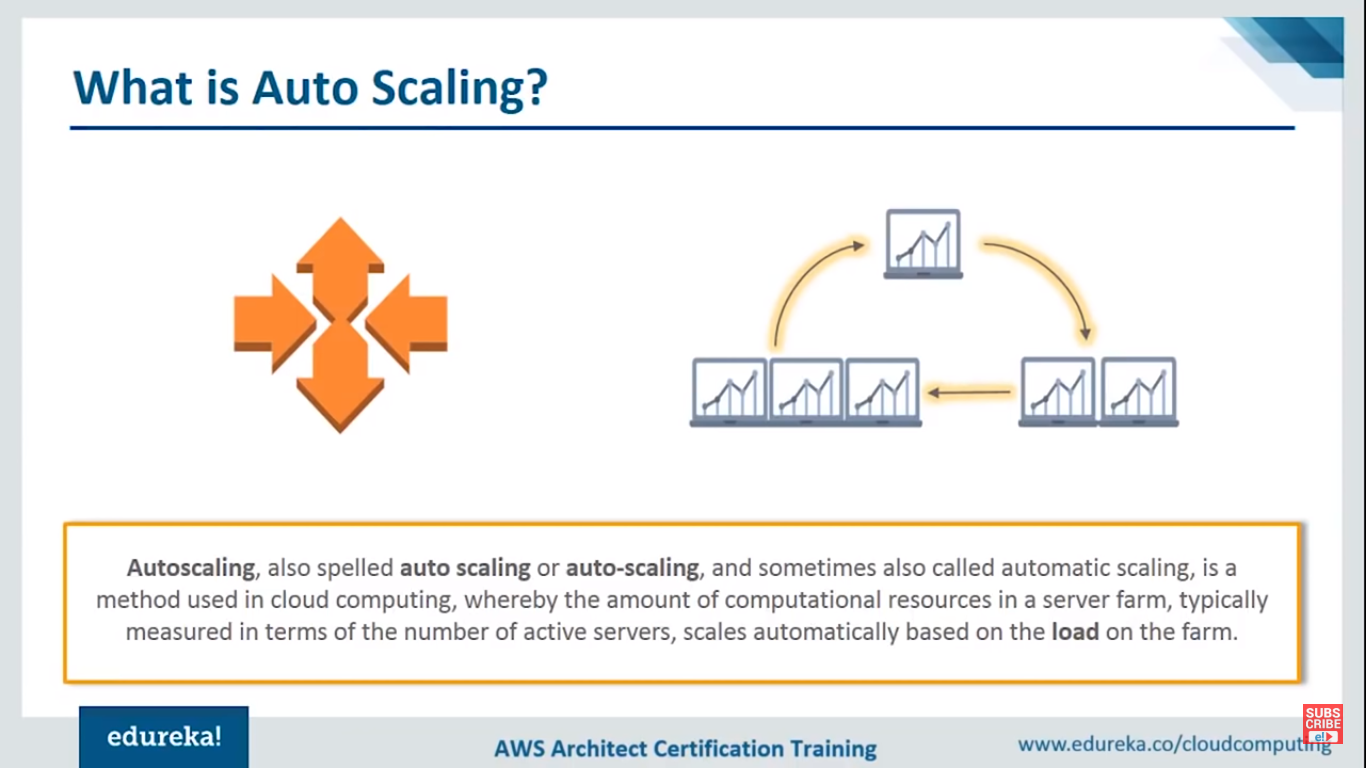 What is Auto Scaling?
Autoscaling, also spelled auto scaling or auto-scaling, and sometimes also called automatic scaling, is a
method used in cloud computing, whereby the amount of computational resources in a server farm, typically
measured in terms of the number of active servers, scales automatically based on the load on the farm.
edureka!
AWS Architect Certification Training
www.edureka.co/cloudcomputing
SUBS
CRIBE
e!